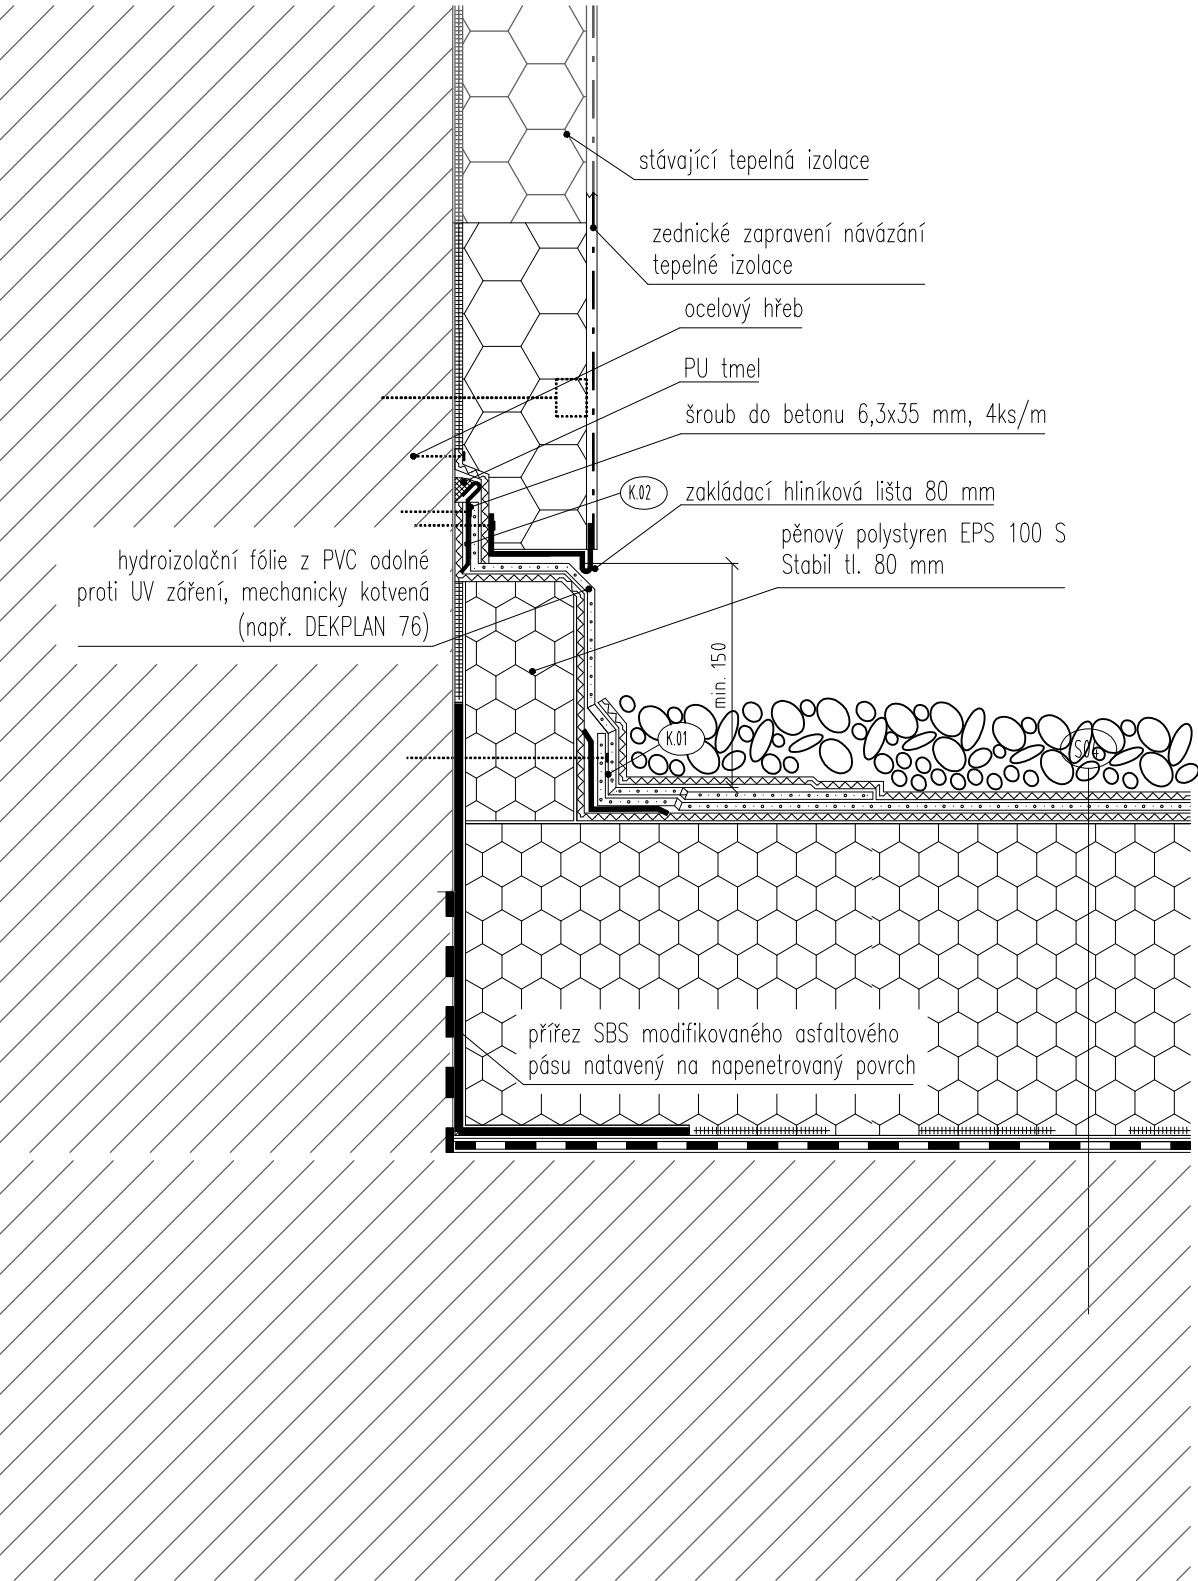 stávající tepelná izolace
zednické zapravení návázání
tepelné izolace
ocelový hřeb
PU tmel
šroub do betonu 6,3x35 mm, 4ks/m
K.02
zakládací hliníková lišta 80 mm
pěnový polystyren EPS 100 S
Stabil tl. 80 mm
hydroizolační fólie z PVC odolné
proti UV záření, mechanicky kotvená
(např. DEKPLAN 76)
min. 150
K.01
S04
přířez SBS modifikovaného asfaltového
pásu natavený na napenetrovaný povrch